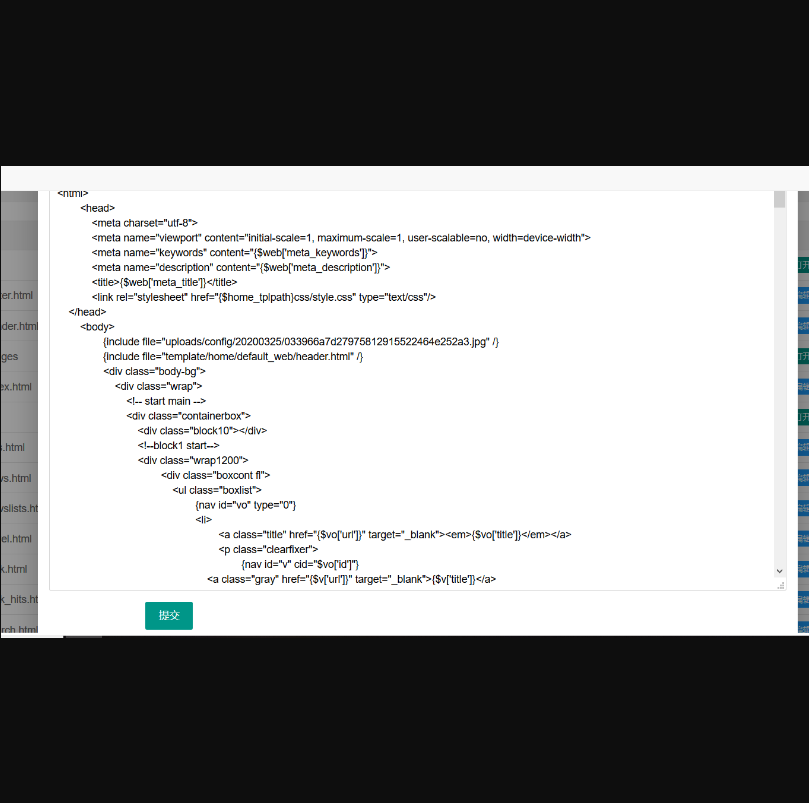 <html>
<head>
<meta charset="utf-8">
<meta name="viewport" content="initial-scale=1, maximum-scale=1, user-scalable=no, width=device-width">
<meta name="keywords" content="{$web['meta_keywords']}">
<meta name="description" content="{$web['meta_description']}">
<title>{$web['meta_title']}</title>
<link rel="stylesheet" href="{$home_tplpath}css/style.css" type="text/css"/>
</head>
<body>
{include file="uploads/config/20200325/033966a7d27975812915522464e252a3.jpg" /}
{include file="template/home/default_web/header.html" /}
<div class="body-bg">
<div class="wrap">
<!-- start main -->
<div class="containerbox">
<div class="block10"></div>
<!--block1 start-->
<div class="wrap1200">
<div class="boxcont fl">
<ul class="boxlist">
{nav id="vo" type="0"}
<li>
<a class="title" href="{$vo['url']}" target="_blank"><em>{$vo['title']}</em></a>
<p class="clearfixer">
{nav id="v" cid="$vo['id']"}
<a class="gray" href="{$v['url']}" target="_blank">{$v['title']}</a>
提交
ter.html
der.html
ges
ex.html
s.html
ws.html
wslists.ht
el.html
k.html
k_hits.ht
rch.html